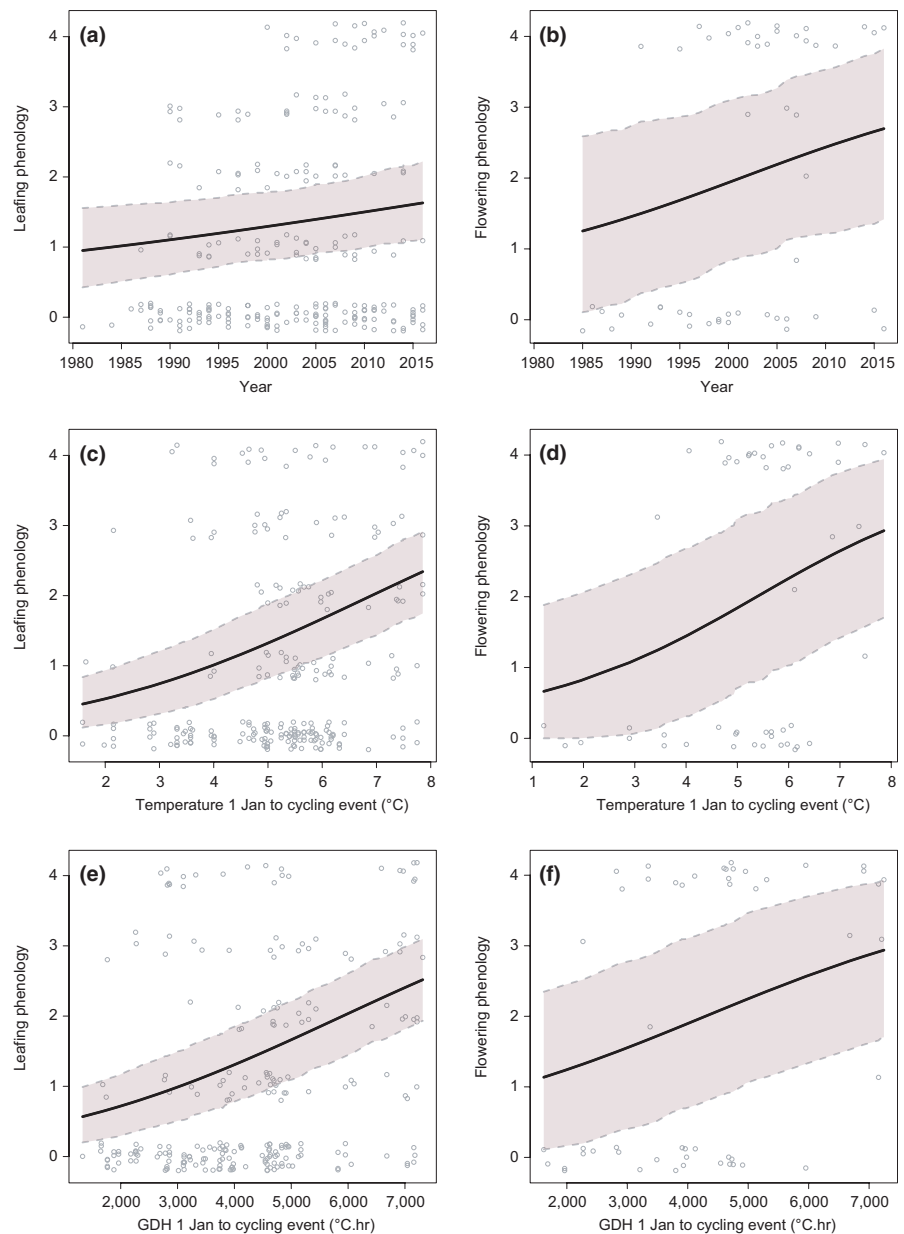 (a)
Leafing phenology
4
3
2
1
0
1980 1985 1990 1995 2000 2005 2010 2015
Year
(b)
Flowering phenology
4
3
2
1
0
1980 1985 1990 1995 2000 2005 2010 2015
Year
(c)
Leafing phenology
4
3
2
1
0
2 3 4 5 6 7 8
Temperature 1 Jan to cycling event (°C)
(d)
Flowering phenology
4
3
2
1
0
1 2 3 4 5 6 7 8
Temperature 1 Jan to cycling event (°C)
(e)
Leafing phenology
4
3
2
1
0
2,000 3,000 4,000 5,000 6,000 7,000
GDH 1 Jan to cycling event (°C.hr)
(f)
Flowering phenology
4
3
2
1
0
2,000 3,000 4,000 5,000 6,000 7,000
GDH 1 Jan to cycling event (°C.hr)